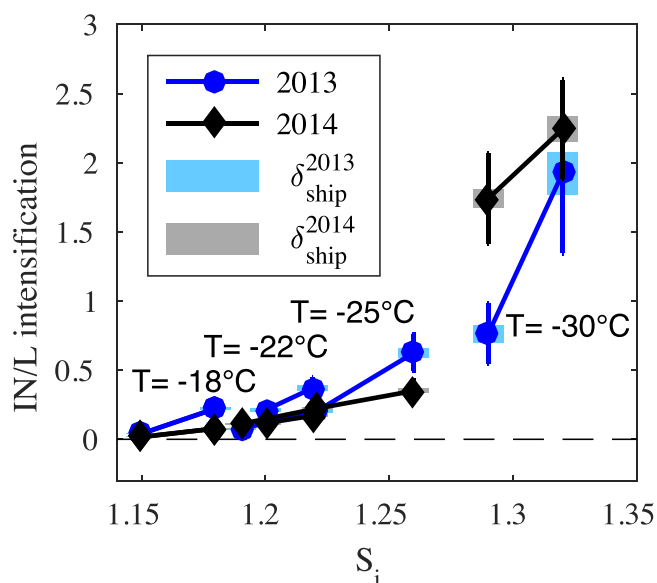 3
2.5
2
1.5
1
0.5
0
IN/L intensification
2013
2014
δ2013ship
δ2014ship
T= -25°C
T= -22°C
T= -18°C
T= -30°C
1.15
1.2
1.25
1.3
1.35
Si